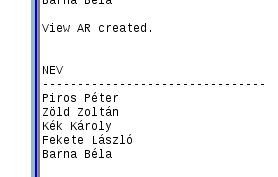 Barna Béla
View AR created.
NEV
--------------------------------
Piros Péter
Zöld Zoltán
Kék Károly
Fekete László
Barna Béla